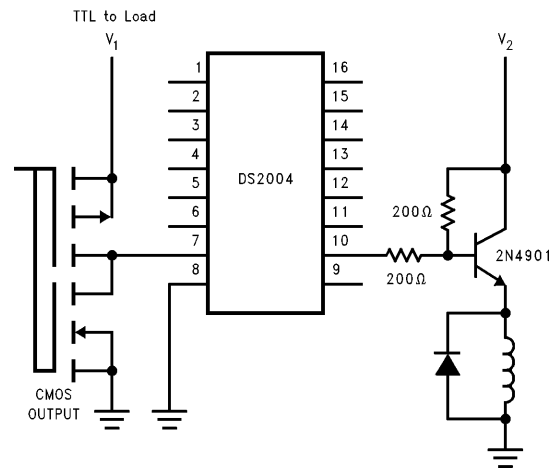 TTL to Load
V1
V2
1
16
2
15
3
14
4
13
DS2004
5
12
6
11
200Ω
7
10
2N4901
8
9
200Ω
CMOS
OUTPUT